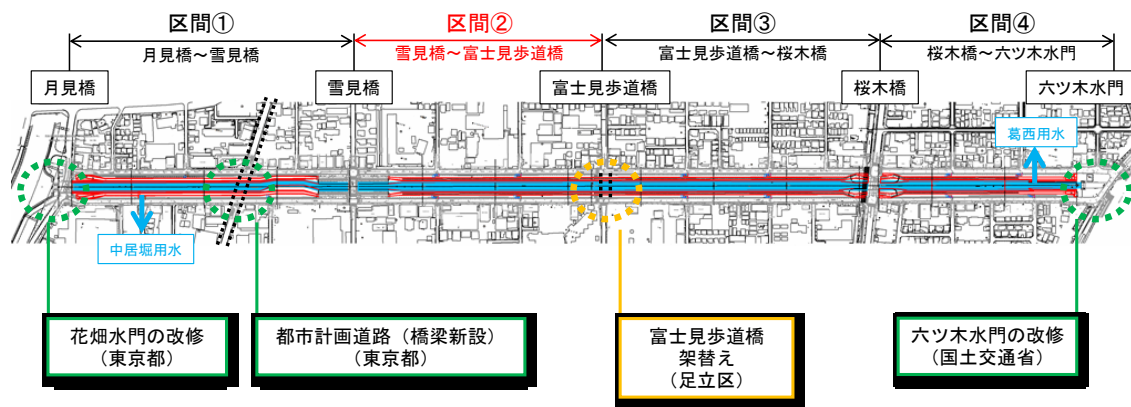 区間①
区間②
区間③
区間④
月見橋~雪見橋
雪見橋~富士見歩道橋
富士見歩道橋~桜木橋
桜木橋~六ツ木水門
月見橋
雪見橋
富士見歩道橋
桜木橋
六ツ木水門
葛西用水
中居堀用水
花畑水門の改修
(東京都)
都市計画道路(橋梁新設)
(東京都)
富士見歩道橋
架替え
(足立区)
六ツ木水門の改修
(国土交通省)